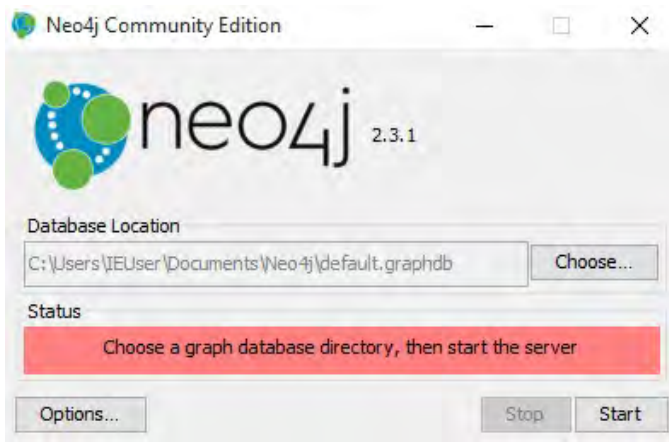 Neo4j Community Edition
neo4j 2.3.1
Database Location
C:\Users\IEUser\Documents\Neo4j\default.graphdb Choose...
Status
Choose a graph database directory, then start the server
Options... Stop Start